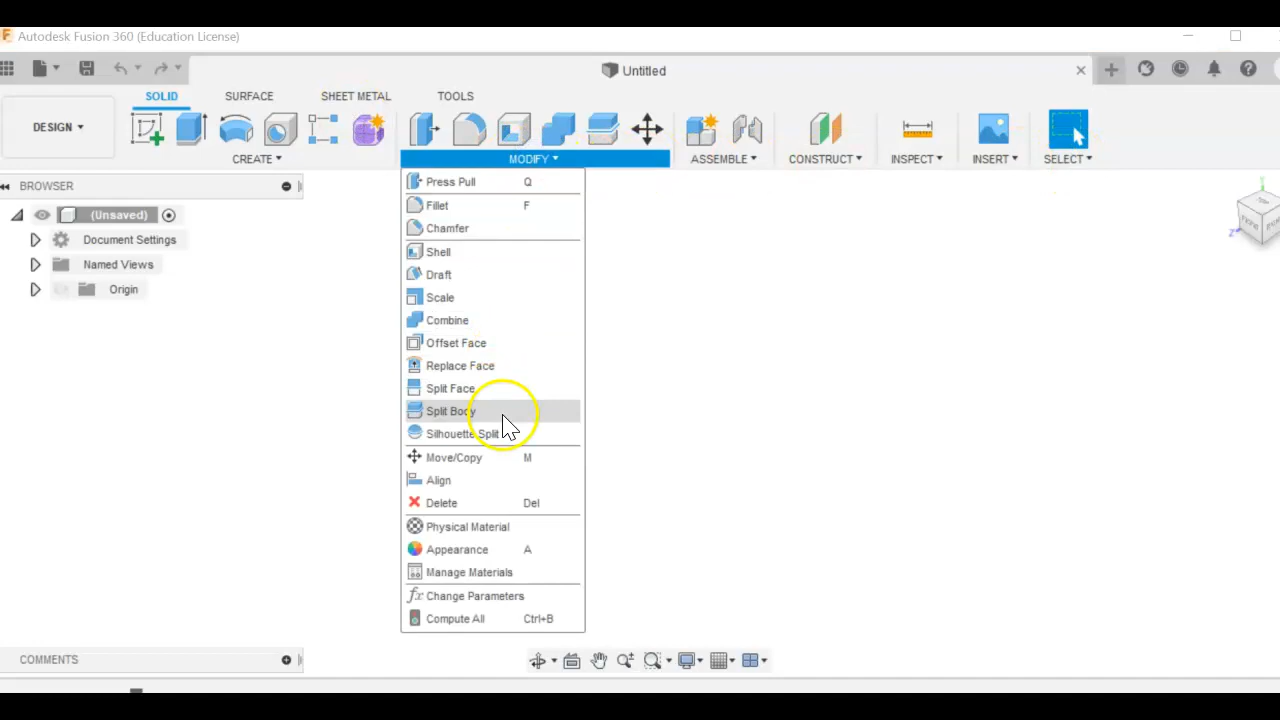 Autodesk Fusion 360 (Education License)
Untitled
SOLID SURFACE SHEET METAL TOOLS
DESIGN
CREATE MODIFY ASSEMBLE CONSTRUCT INSPECT INSERT SELECT
BROWSER
(Unsaved)
Document Settings
Named Views
Origin
Press Pull Q
Fillet F
Chamfer
Shell
Draft
Scale
Combine
Offset Face
Replace Face
Split Face
Split Body
Silhouette Split
Move/Copy M
Align
Delete Del
Physical Material
Appearance A
Manage Materials
fx Change Parameters
Compute All Ctrl+B
COMMENTS